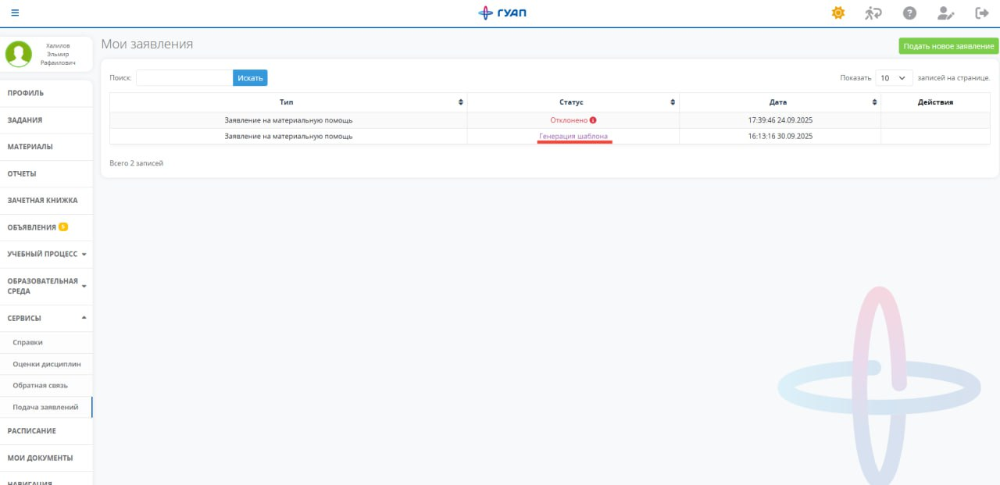 ГУАП
Халилов
Эльмир
Рафаилович
ПРОФИЛЬ
ЗАДАНИЯ
МАТЕРИАЛЫ
ОТЧЕТЫ
ЗАЧЕТНАЯ КНИЖКА
ОБЪЯВЛЕНИЯ 5
УЧЕБНЫЙ ПРОЦЕСС
ОБРАЗОВАТЕЛЬНАЯ
СРЕДА
СЕРВИСЫ
Справки
Оценки дисциплин
Обратная связь
Подача заявлений
РАСПИСАНИЕ
МОИ ДОКУМЕНТЫ
НАВИГАЦИЯ
Мои заявления
Подать новое заявление
Поиск: Искать
Показать 10 записей на странице.
Тип Статус Дата Действия
Заявление на материальную помощь Отклонено 17:39:46 24.09.2025
Заявление на материальную помощь Генерация шаблона 16:13:16 30.09.2025
Всего 2 записей